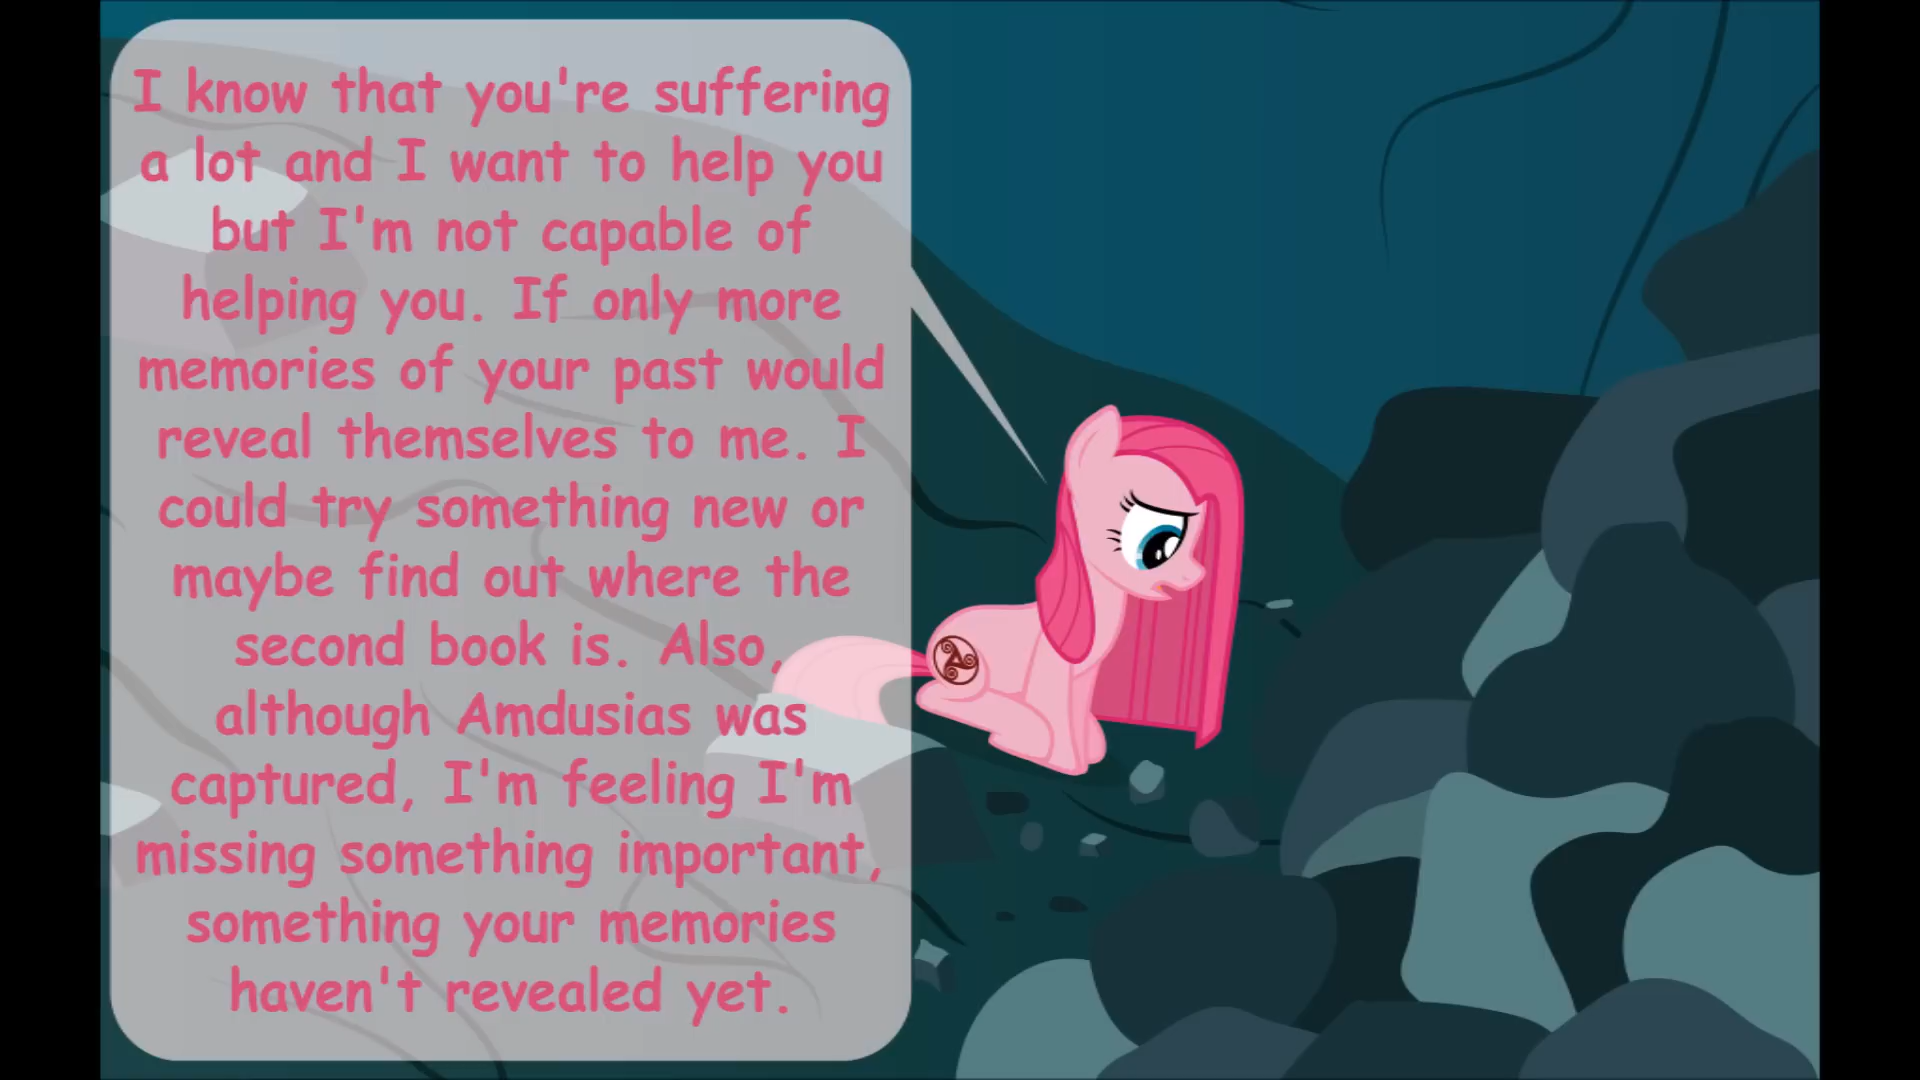 I know that you're suffering
a lot and I want to help you
but I'm not capable of
helping you. If only more
memories of your past would
reveal themselves to me. I
could try something new or
maybe find out where the
second book is. Also,
although Amdusias was
captured, I'm feeling I'm
missing something important,
something your memories
haven't revealed yet.